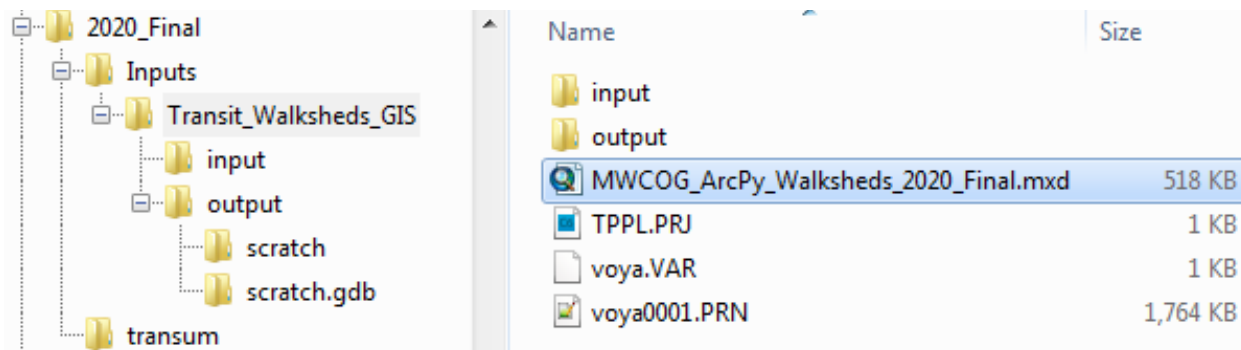 2020_Final
Inputs
Transit_Walksheds_GIS
input
output
scratch
scratch.gdb
transum
Name Size
input
output
MWCOG_ArcPy_Walksheds_2020_Final.mxd 518 KB
TPPL.PRJ 1 KB
voya.VAR 1 KB
voya0001.PRN 1,764 KB